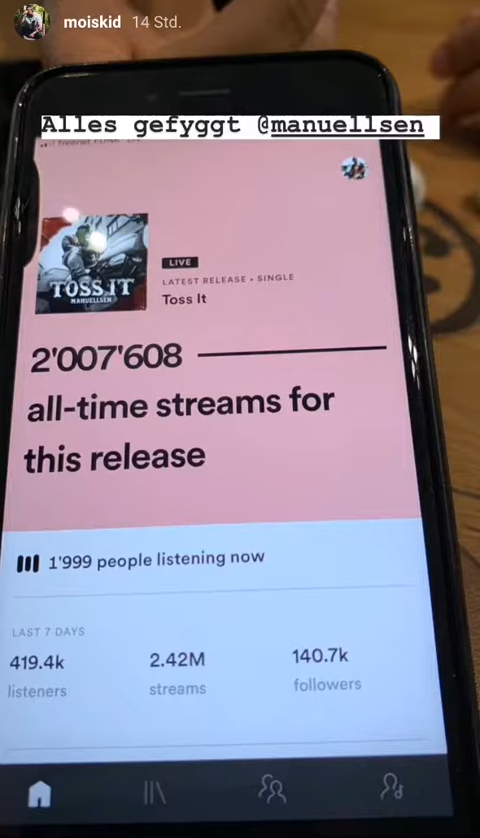 moiskid 14 Std.
Alles gefyggt @manuellsen
TOSS IT
MANUELLSEN
LIVE
LATEST RELEASE • SINGLE
Toss It
2'007'608
all-time streams for
this release
1'999 people listening now
LAST 7 DAYS
419.4k 2.42M 140.7k
listeners streams followers